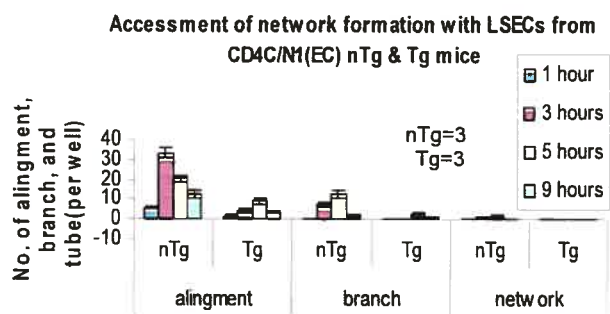 Accessment of network formation with LSECs from
CD4C/N1(EC) nTg & Tg mice
1 hour
3 hours
5 hours
9 hours
nTg=3
Tg=3
No. of alingment,
branch, and
tube(per well)
40
30
20
10
0
-10
nTg Tg nTg Tg nTg Tg
alingment branch network